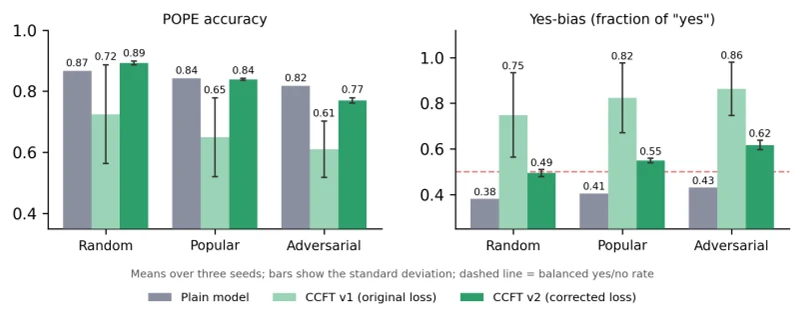 POPE accuracy
Yes-bias (fraction of "yes")
1.0
0.8
0.6
0.4
0.87
0.72
0.89
0.84
0.65
0.84
0.82
0.61
0.77
Random
Popular
Adversarial
1.0
0.8
0.6
0.4
0.38
0.75
0.49
0.41
0.82
0.55
0.43
0.86
0.62
Random
Popular
Adversarial
Means over three seeds; bars show the standard deviation; dashed line = balanced yes/no rate
Plain model
CCFT v1 (original loss)
CCFT v2 (corrected loss)